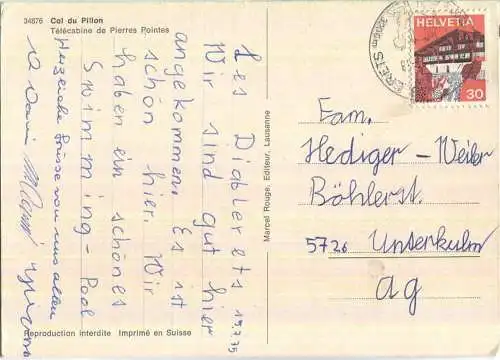 34876 Col du Pillon
Télécabine de Pierres Pointes
Les Diablerets 19.7.75
Wir sind gut hier
angekommen. Es ist
schön hier. Wir
haben ein schönes
Swimming-Pool
Herzliche Grüsse von uns allen
Marcel Rouge, Editeur, Lausanne
HELVETIA
30
Fam.
Hediger-Weiler
Böhlerst.
5726 Unterkulm
ag
Reproduction interdite Imprimé en Suisse